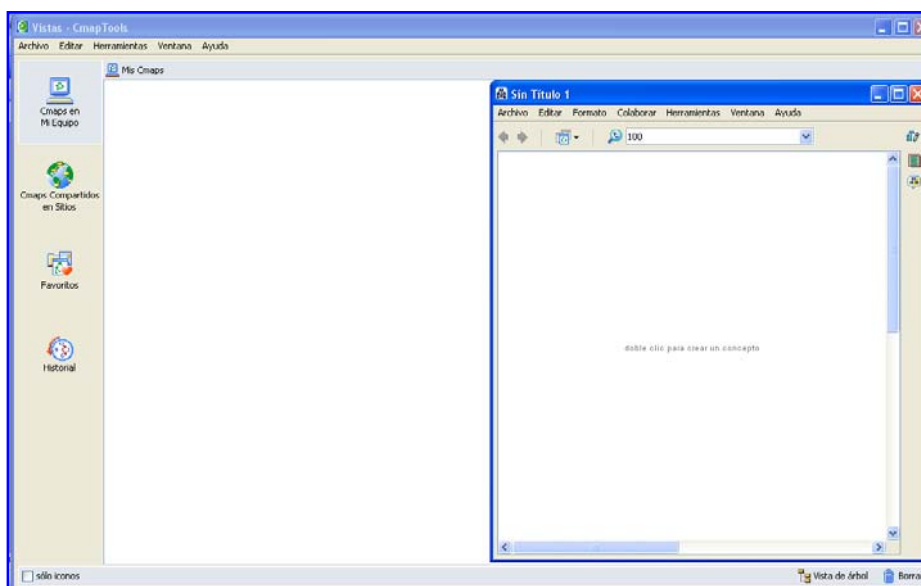 Vistas - CmapTools
Archivo Editar Herramientas Ventana Ayuda
Mis Cmaps
Cmaps en
Mi Equipo
Cmaps Compartidos
en Sitios
Favoritos
Historial
Sin Título 1
Archivo Editar Formato Colaborar Herramientas Ventana Ayuda
100
doble clic para crear un concepto
sólo iconos
Vista de árbol